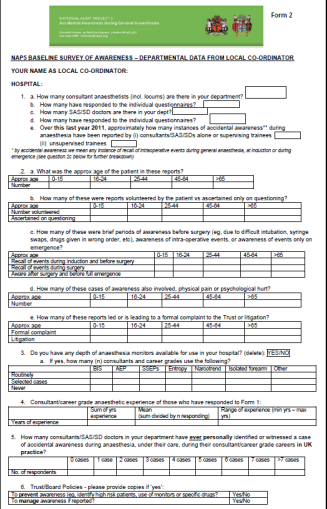 Form 2
NATIONAL AUDIT PROJECT 5
Accidental Awareness during General Anaesthesia
NAP5 BASELINE SURVEY OF AWARENESS – DEPARTMENTAL DATA FROM LOCAL CO-ORDINATOR
YOUR NAME AS LOCAL CO-ORDINATOR:
HOSPITAL:
1. a. How many consultant anaesthetists (incl. locums) are there in your department?
b. How many have responded to the individual questionnaires?
c. How many SAS/SD doctors are there in your dept?
d. How many have responded to the individual questionnaires?
e. Over this last year 2011, approximately how many instances of accidental awareness** during
anaesthesia have been reported by (i) consultants/SAS/SDs alone or supervising trainees
(ii) unsupervised trainees
* by accidental awareness we mean any instance of recall of intraoperative events during general anaesthesia, at induction or during
emergence (see question 2c below for further breakdown)
2. a. What was the approx age of the patient in these reports?
Approx age 0-15 16-24 25-44 45-64 >65
Number
b. How many of these were reports volunteered by the patient vs ascertained only on questioning?
Approx age 0-15 16-24 25-44 45-64 >65
Number volunteered
Ascertained on questioning
c. How many of these were brief periods of awareness before surgery (eg, due to difficult intubation, syringe
swaps, drugs given in wrong order, etc), awareness of intra-operative events, or awareness of events only on
emergence?
Approx age 0-15 16-24 25-44 45-64 >65
Recall of events during induction and before surgery
Recall of events during surgery
Aware after surgery and before full emergence
d. How many of these cases of awareness also involved, physical pain or psychological hurt?
Approx age 0-15 16-24 25-44 45-64 >65
Number
e. How many of these reports led or is leading to a formal complaint to the Trust or litigation?
Approx age 0-15 16-24 25-44 45-64 >65
Formal complaint
Litigation
3. Do you have any depth of anaesthesia monitors available for use in your hospital? (delete) YES/NO
a. If yes, how many (n) consultants and career grades use the following?
BIS AEP SSEPs Entropy Narcotrend Isolated forearm Other
Routinely
Selected cases
Never
4. Consultant/career grade anaesthetic experience of those who have responded to Form 1:
Sum of yrs experience Mean (sum divided by n responding) Range of experience (min yrs – max yrs)
Years of experience
5. How many consultants/SAS/SD doctors in your department have ever personally identified or witnessed a case
of accidental awareness during anaesthesia, under their care, during their consultant/career grade careers in UK
practice?
0 cases 1 case 2 cases 3 cases 4 cases 5 cases 6 cases 7 cases >7 cases
No. of respondents
6. Trust/Board Policies - please provide copies if 'yes':
To prevent awareness (eg, identify high risk patients, use of monitors or specific drugs? Yes/No
To manage awareness if reported? Yes/No